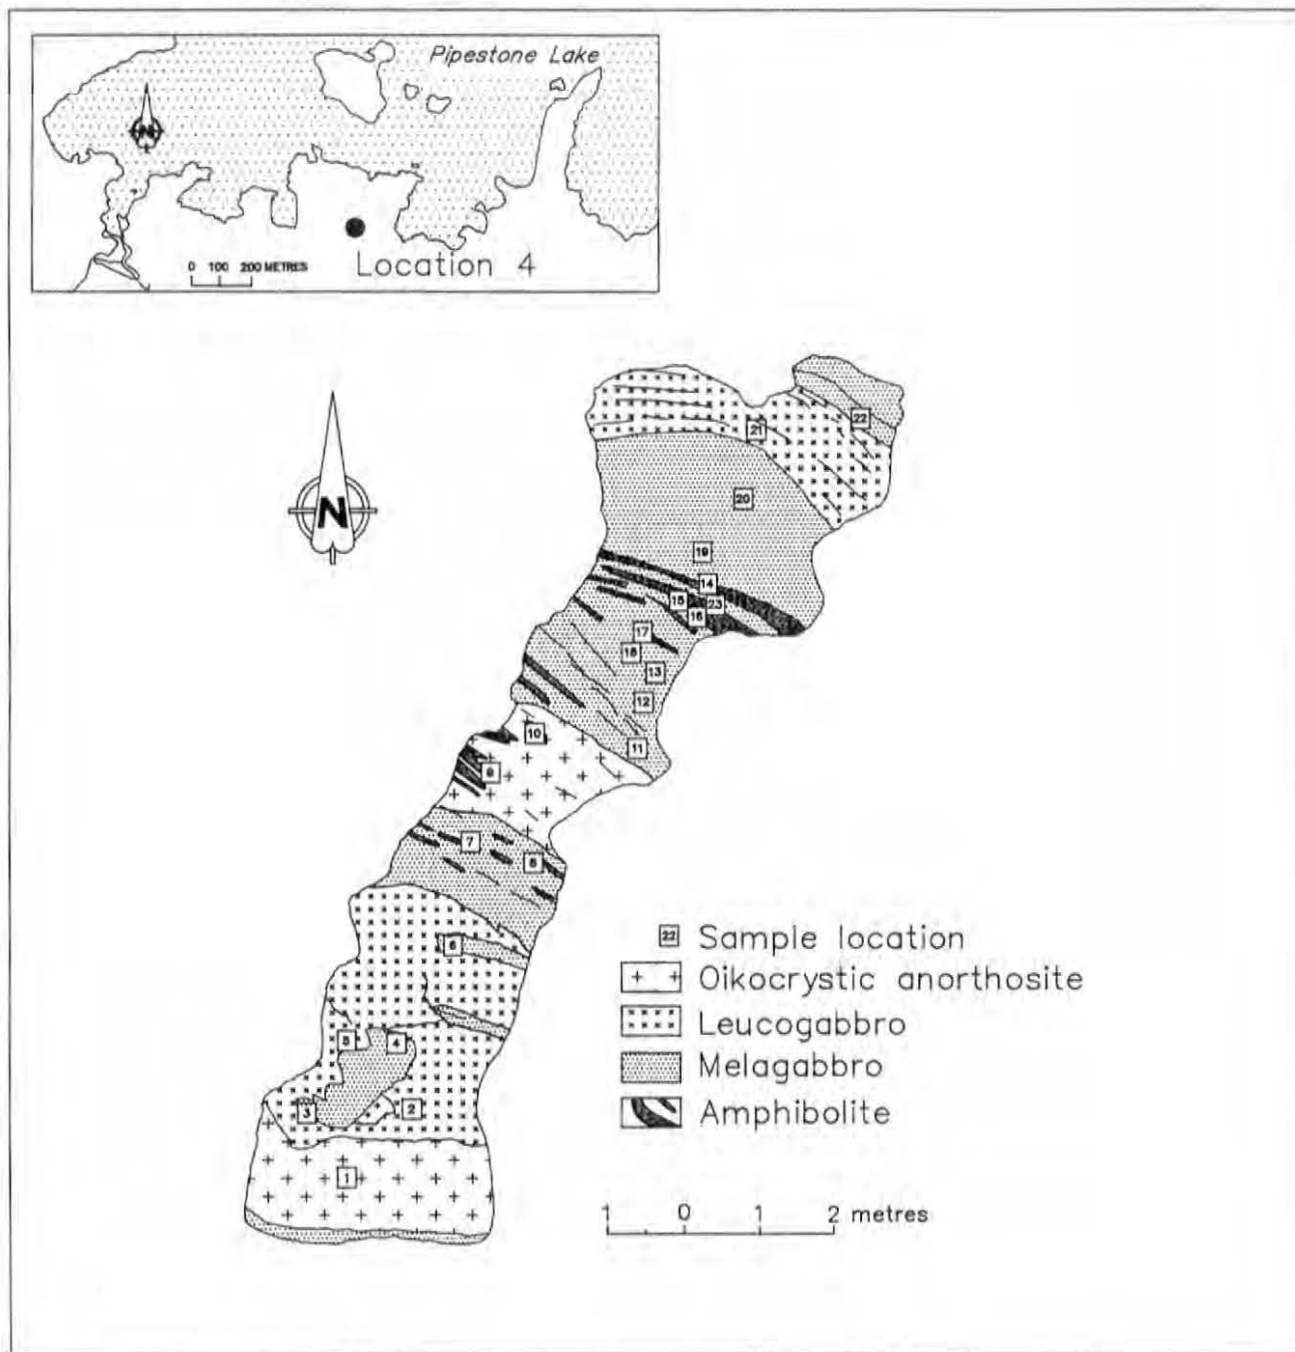 Pipestone Lake
N
0 100 200 METRES
Location 4
N
22
21
20
19
14
15
23
16
17
18
13
12
11
10
9
7
8
6
5
4
3
2
1
22 Sample location
Oikocrystic anorthosite
Leucogabbro
Melagabbro
Amphibolite
1 0 1 2 metres